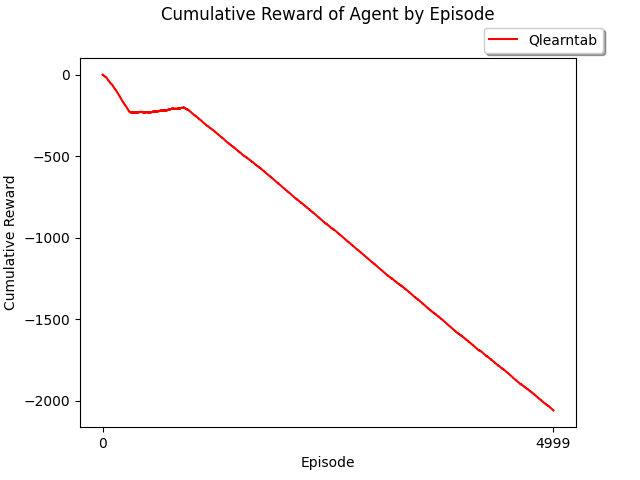 Cumulative Reward of Agent by Episode
Qlearntab
Cumulative Reward
0
−500
−1000
−1500
−2000
0
4999
Episode